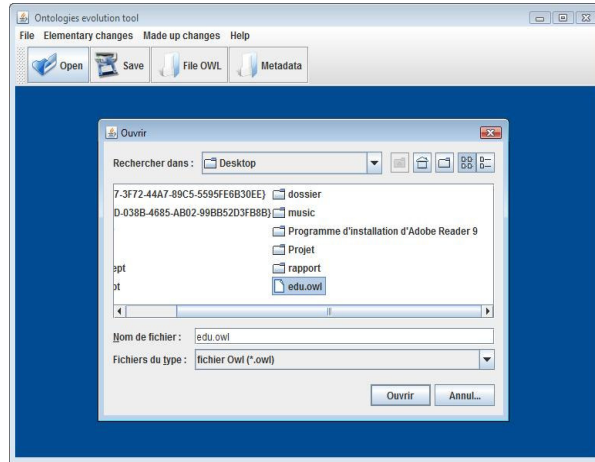 Ontologies evolution tool
File Elementary changes Made up changes Help
Open Save File OWL Metadata
Ouvrir
Rechercher dans : Desktop
7-3F72-44A7-89C5-5595FE6B30EE} dossier
D-038B-4685-AB02-99BB52D3FB8B} music
Programme d'installation d'Adobe Reader 9
Projet
ept rapport
ot edu.owl
Nom de fichier : edu.owl
Fichiers du type : fichier Owl (*.owl)
Ouvrir Annul...